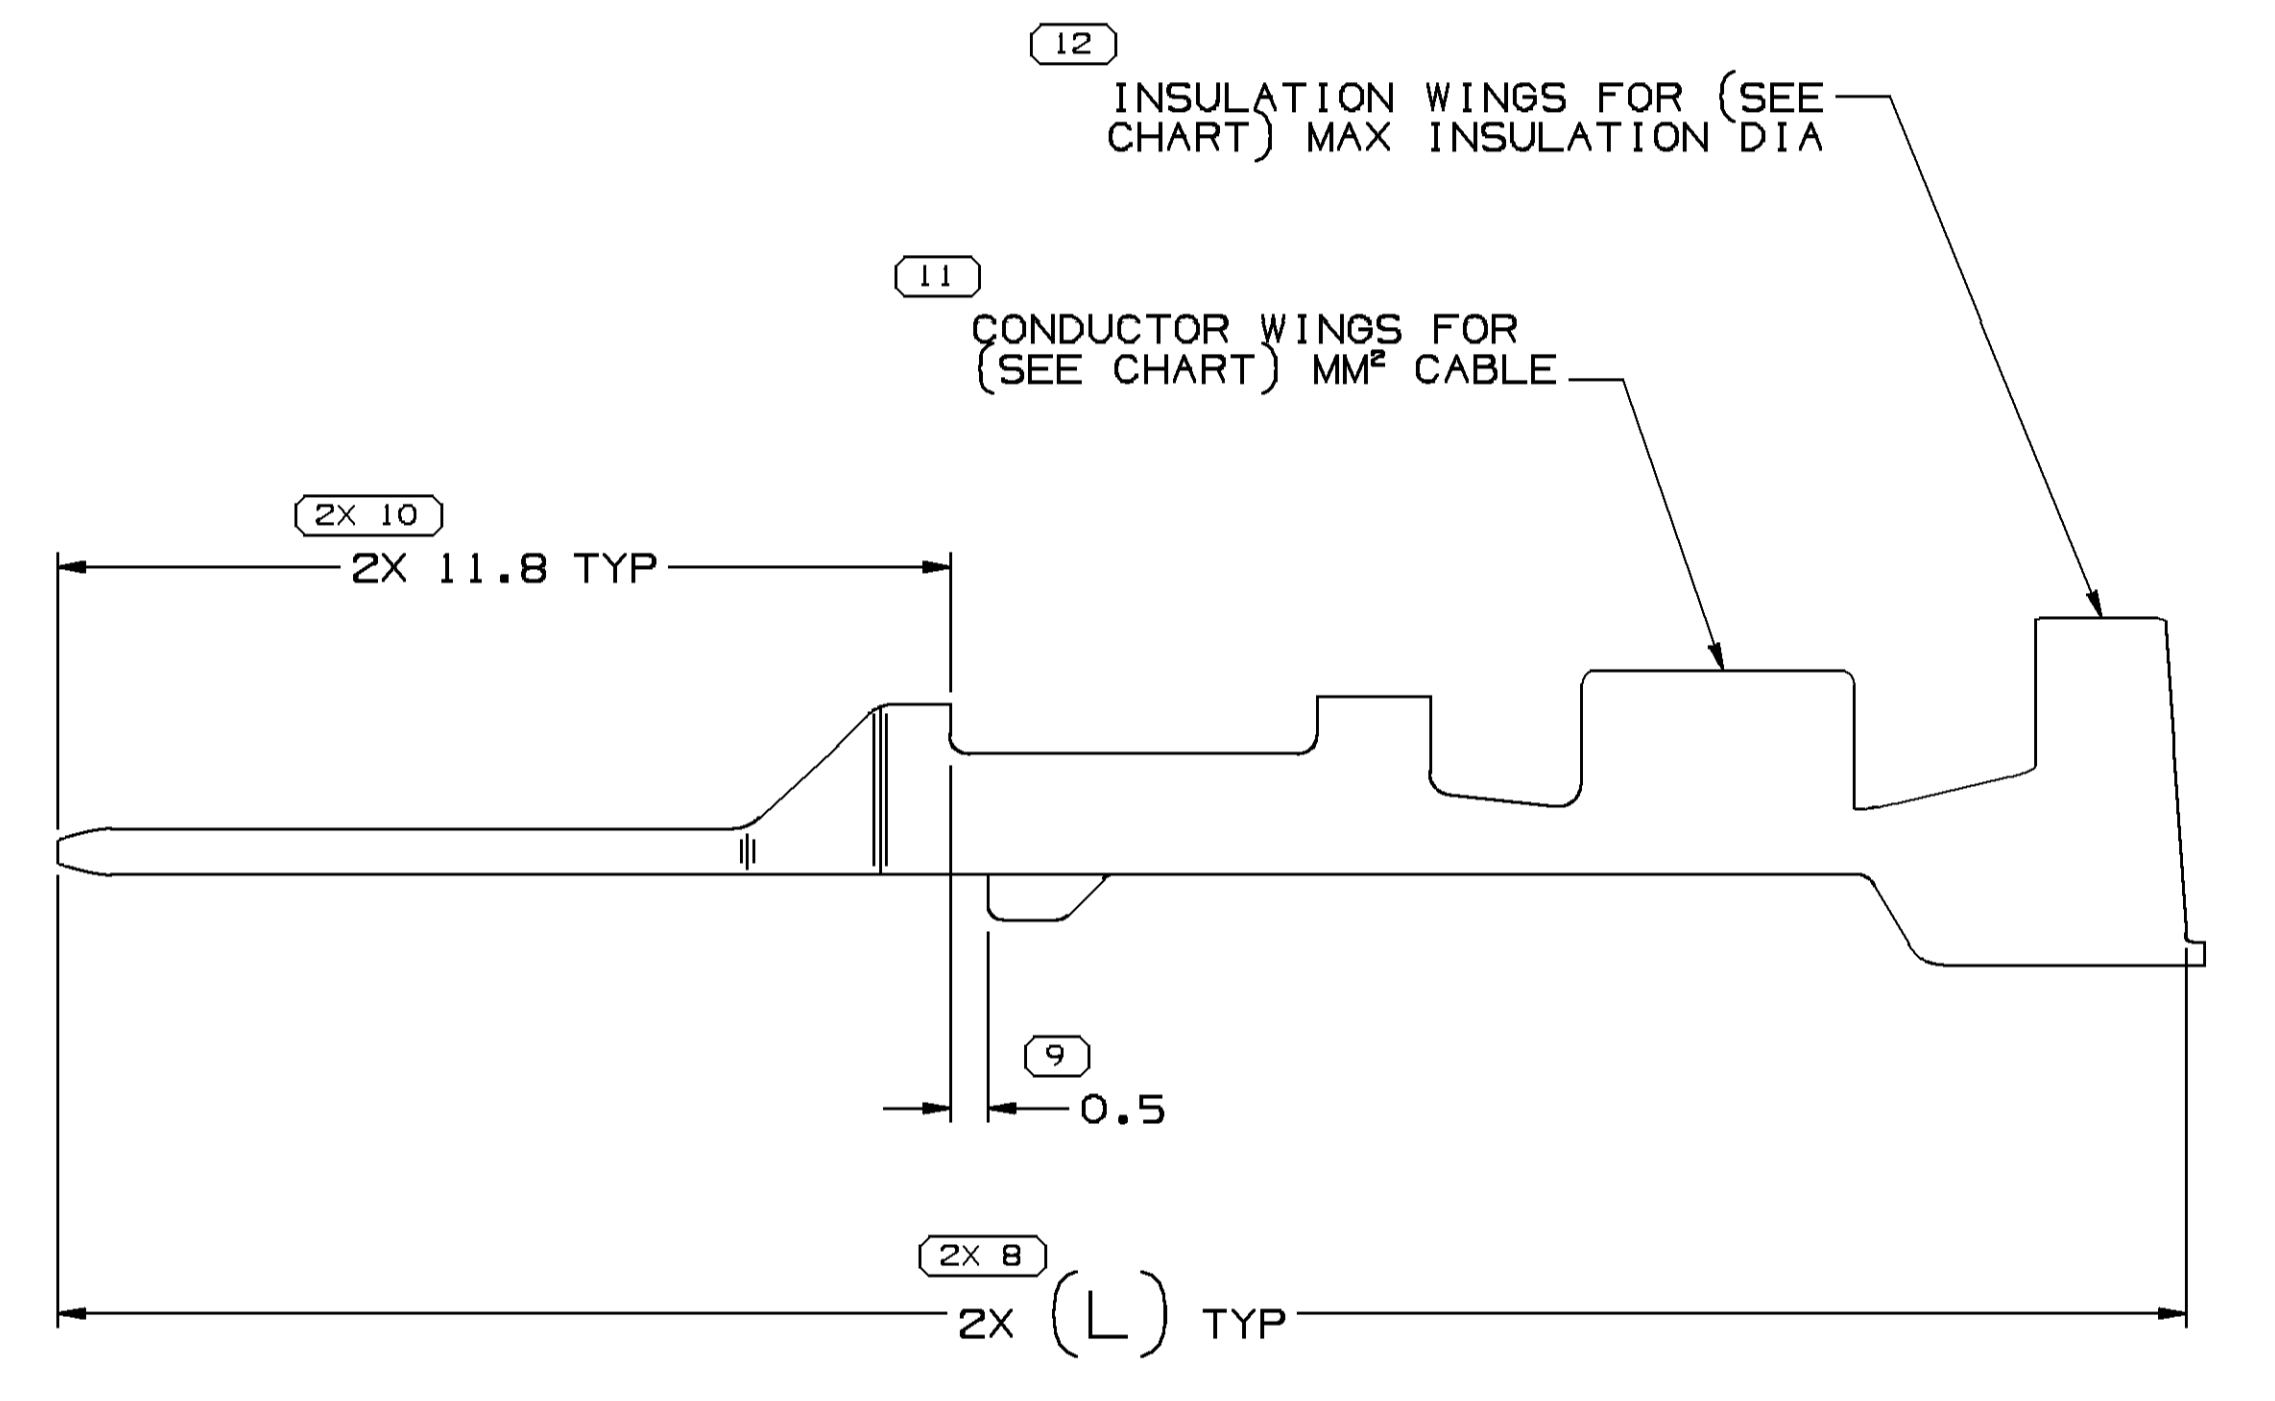 12
INSULATION WINGS FOR (SEE
CHART) MAX INSULATION DIA
11
CONDUCTOR WINGS FOR
(SEE CHART) MM² CABLE
2X 10
2X 11.8 TYP
9
0.5
2X 8
2X (L) TYP